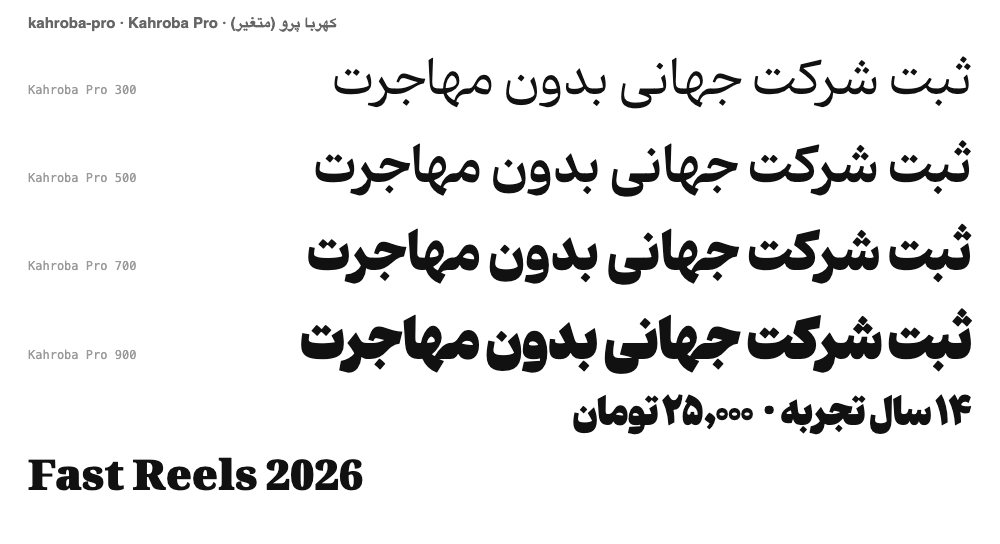 kahroba-pro · Kahroba Pro · کهربا پرو (متغیر)
Kahroba Pro 300 ثبت شرکت جهانی بدون مهاجرت
Kahroba Pro 500 ثبت شرکت جهانی بدون مهاجرت
Kahroba Pro 700 ثبت شرکت جهانی بدون مهاجرت
Kahroba Pro 900 ثبت شرکت جهانی بدون مهاجرت
۱۴ سال تجربه · ۲۵,۰۰۰ تومان
Fast Reels 2026